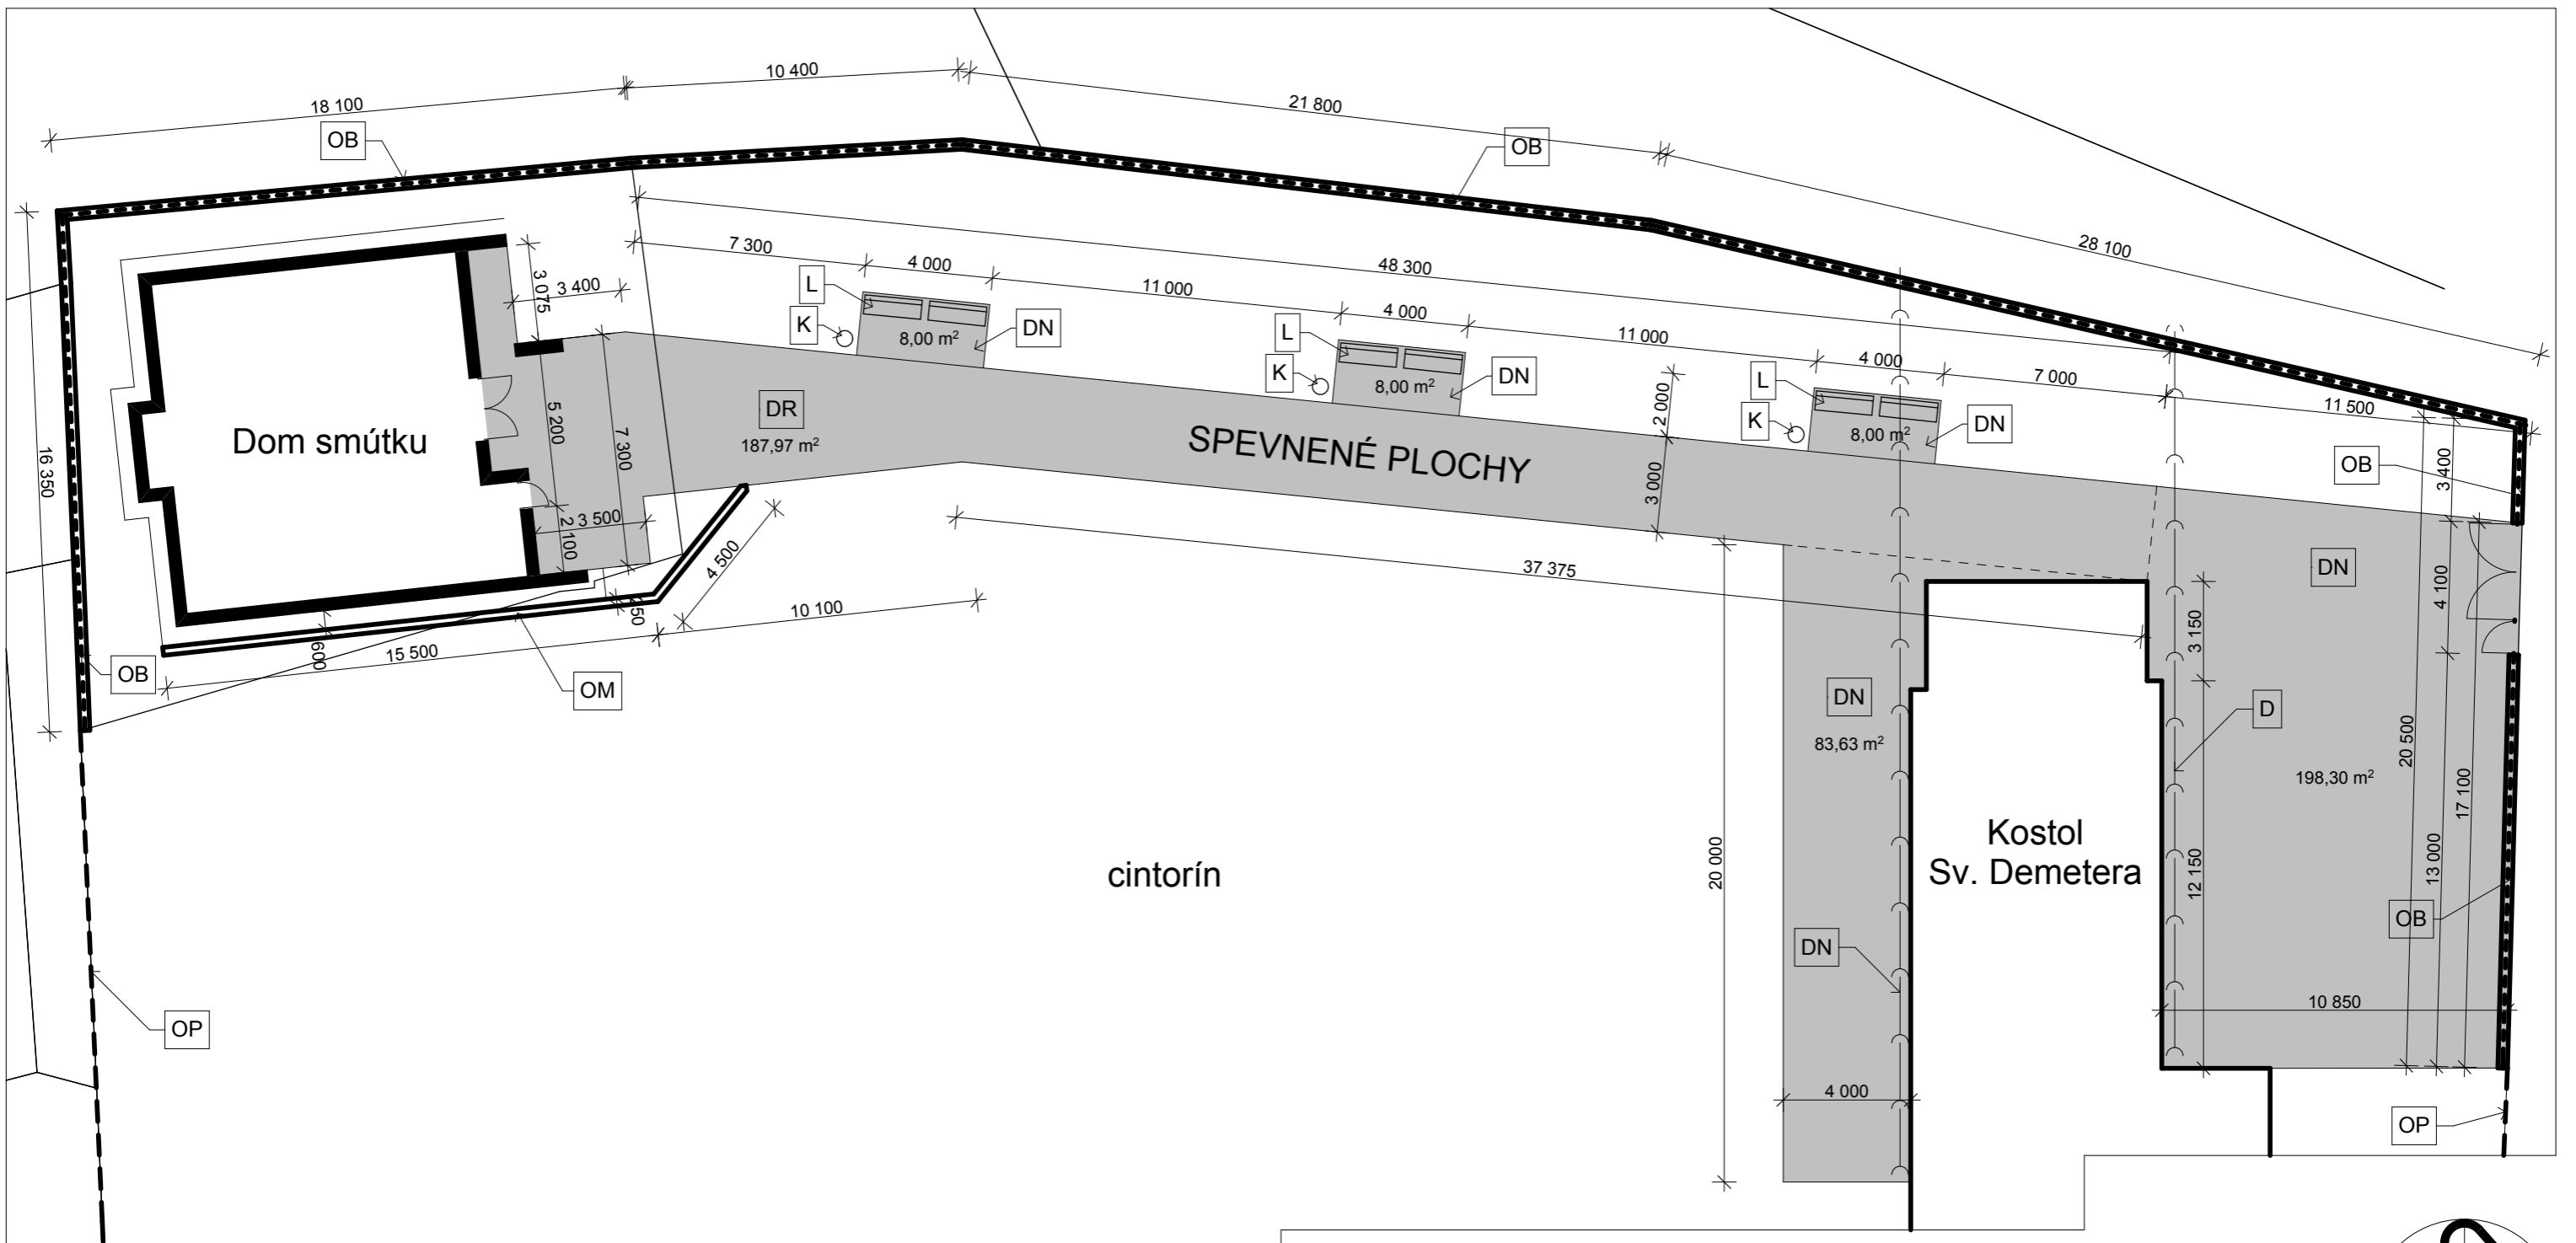 10 400
18 100
21 800
OB
OB
28 100
7 300
4 000
48 300
11 000
3 075
3 400
L
K
8,00 m²
DN
4 000
11 000
L
K
8,00 m²
DN
4 000
7 000
L
K
8,00 m²
DN
11 500
2 000
3 000
DR
187,97 m²
SPEVNENÉ PLOCHY
Dom smútku
5 200
7 300
16 350
2 100
3 500
4 500
OB
3 400
DN
4 100
37 375
10 100
15 500
600
OB
OM
3 150
DN
83,63 m²
D
20 500
198,30 m²
17 100
Kostol
Sv. Demetera
cintorín
20 000
12 150
13 000
OB
DN
OP
10 850
4 000
OP